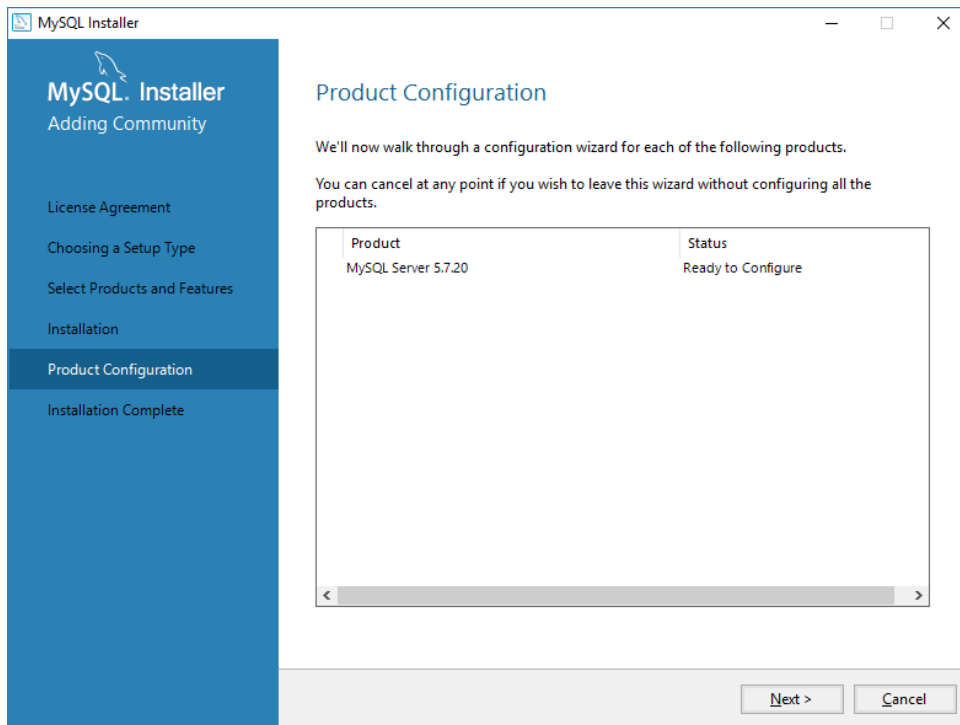 MySQL Installer
MySQL. Installer
Adding Community
License Agreement
Choosing a Setup Type
Select Products and Features
Installation
Product Configuration
Installation Complete
Product Configuration
We'll now walk through a configuration wizard for each of the following products.
You can cancel at any point if you wish to leave this wizard without configuring all the
products.
Product Status
MySQL Server 5.7.20 Ready to Configure
Next > Cancel